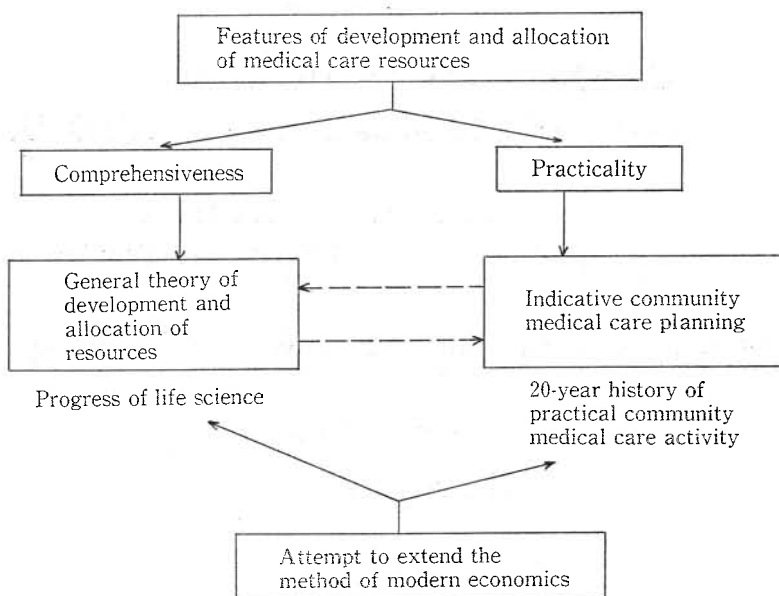 Features of development and allocation
of medical care resources
Comprehensiveness
Practicality
General theory of
development and
allocation of
resources
Indicative community
medical care planning
Progress of life science
20-year history of
practical community
medical care activity
Attempt to extend the
method of modern economics